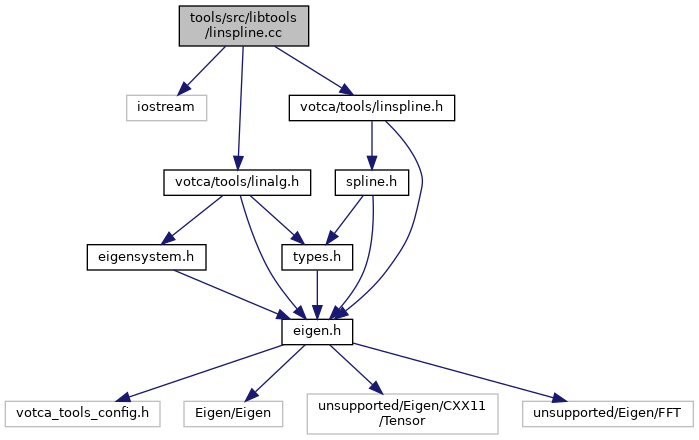 tools/src/libtools
/linspline.cc
iostream
votca/tools/linspline.h
votca/tools/linalg.h
spline.h
eigensystem.h
types.h
eigen.h
votca_tools_config.h
Eigen/Eigen
unsupported/Eigen/CXX11
/Tensor
unsupported/Eigen/FFT